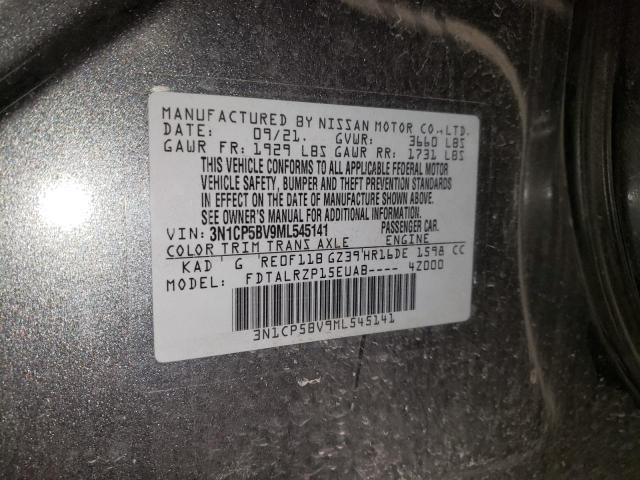 MANUFACTURED BY NISSAN MOTOR CO.,LTD.
DATE: 09/21. GVWR: 3660 LBS
GAWR FR: 1929 LBS GAWR RR: 1731 LBS
THIS VEHICLE CONFORMS TO ALL APPLICABLE FEDERAL MOTOR
VEHICLE SAFETY, BUMPER AND THEFT PREVENTION STANDARDS
IN EFFECT ON THE DATE OF MANUFACTURE SHOWN ABOVE.
SEE OWNER'S MANUAL FOR ADDITIONAL INFORMATION.
VIN: 3N1CP5BV9ML545141 PASSENGER CAR.
COLOR TRIM TRANS AXLE ENGINE
KAD ' G ' RE0F11B GZ39 HR16DE 1598 CC
MODEL: FDTALRZP15EUAB---- 4Z000
3N1CP5BV9ML545141